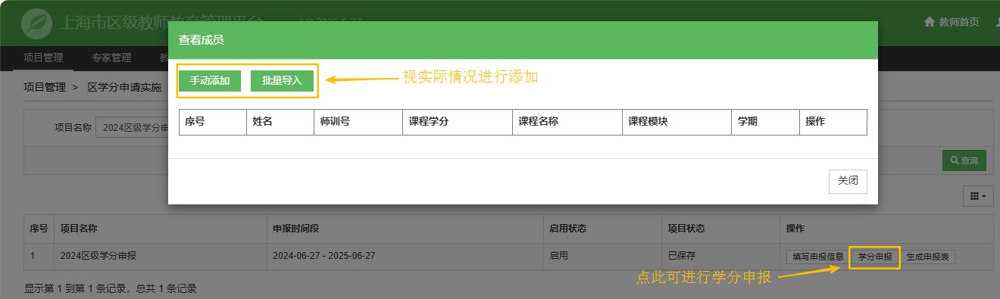 上海市区级教师教育管理平台
2025-6-27
教师首页
查看成员
项目管理 专家管理
手动添加 批量导入 视实际情况进行添加
项目管理 > 区学分申请实施
序号 姓名 师训号 课程学分 课程名称 课程模块 学期 操作
项目名称 2024区级学分申
查询
关闭
序号 项目名称 申报时间段 启用状态 项目状态 操作
1 2024区级学分申报 2024-06-27 - 2025-06-27 启用 已保存 填写申报信息 学分申报 生成申报表
点此可进行学分申报
显示第 1 到第 1 条记录，总共 1 条记录